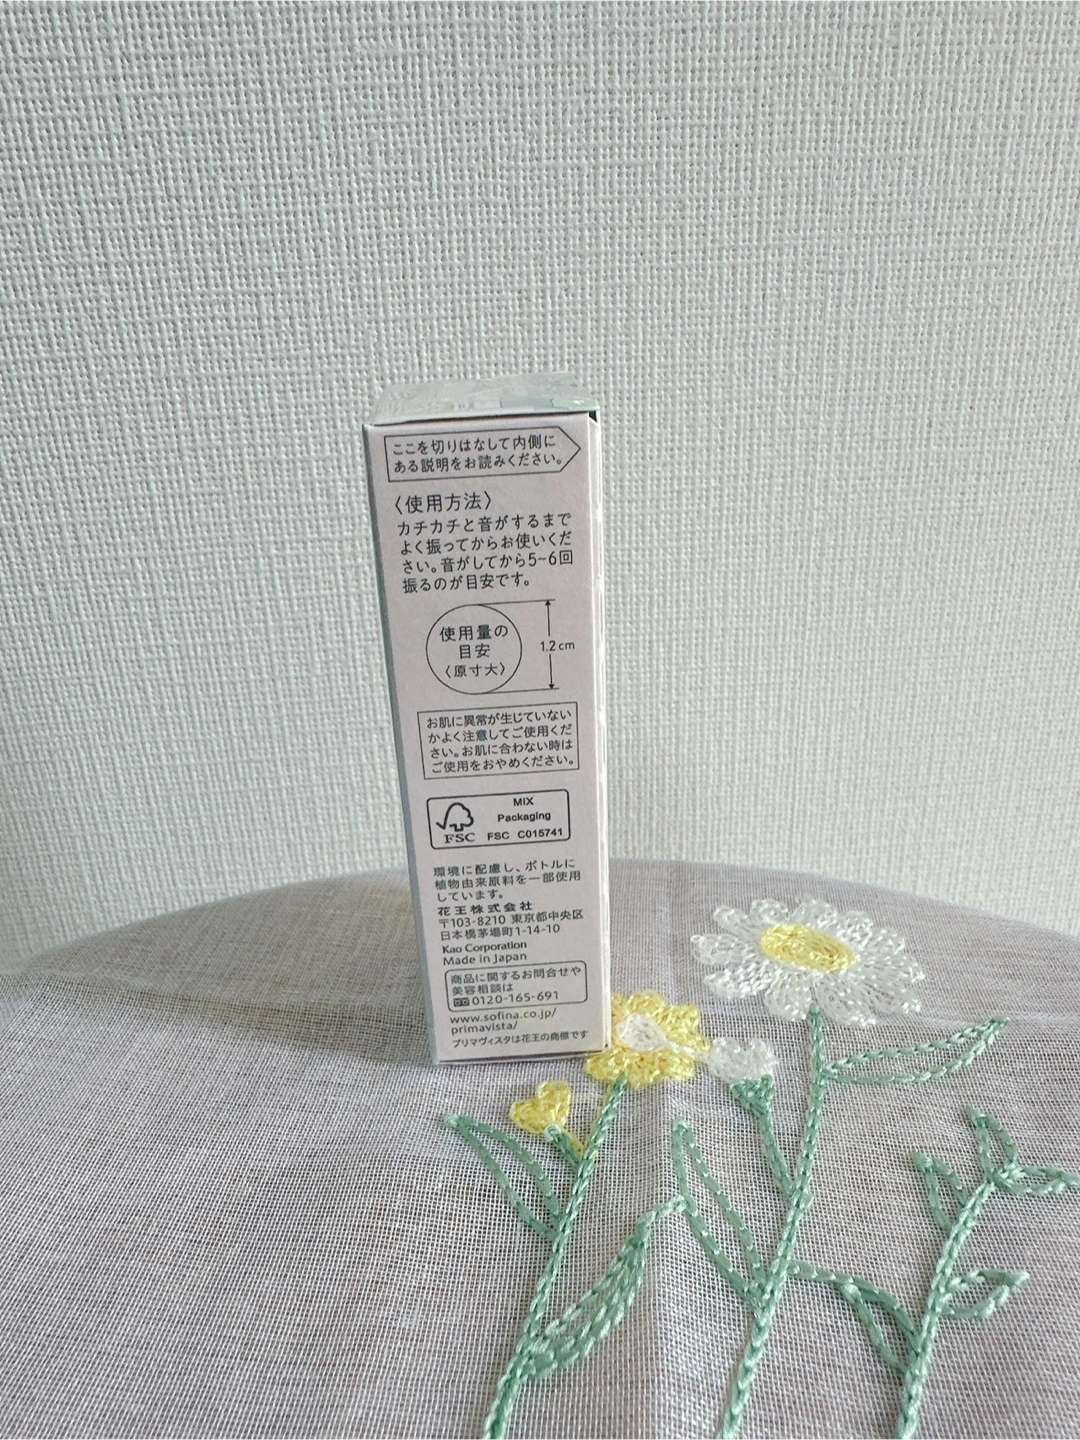 ここを切りはなして内側に
ある説明をお読みください。
〈使用方法〉
カチカチと音がするまで
よく振ってからお使いくだ
さい。音がしてから5~6回
振るのが目安です。
使用量の
目安
〈原寸大〉
1.2cm
お肌に異常が生じていない
かよく注意してご使用くだ
さい。お肌に合わない時は
ご使用をおやめください。
MIX
Packaging
FSC FSC C015741
環境に配慮し、ボトルに
植物由来原料を一部使用
しています。
花王株式会社
〒103-8210 東京都中央区
日本橋茅場町1-14-10
Kao Corporation
Made in Japan
商品に関するお問合せや
美容相談は
0120-165-691
www.sofina.co.jp/
primavista/
プリマヴィスタは花王の商標です